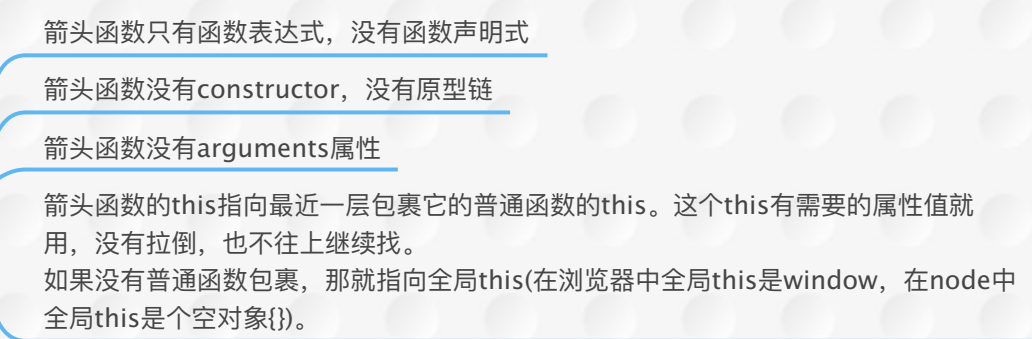 箭头函数只有函数表达式，没有函数声明式
箭头函数没有constructor，没有原型链
箭头函数没有arguments属性
箭头函数的this指向最近一层包裹它的普通函数的this。这个this有需要的属性值就
用，没有拉倒，也不往上继续找。
如果没有普通函数包裹，那就指向全局this(在浏览器中全局this是window，在node中
全局this是个空对象{})。